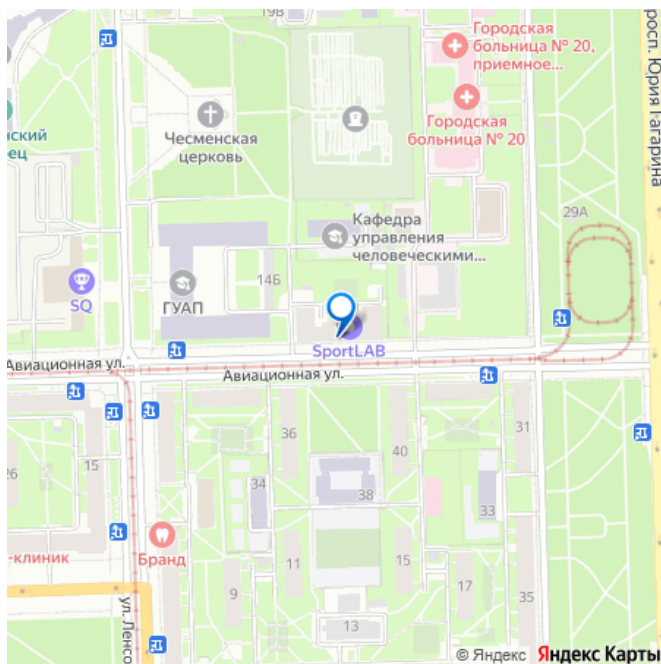 19В
Городская
больница № 20,
приемное...
Городская
больница № 20
просп. Юрия Гагарина
Чесменская
церковь
нский
рец
29А
Кафедра
управления
человеческими...
14Б
SQ
ГУАП
SportLAB
Авиационная ул.
Авиационная ул.
36
40
31
26
15
34
38
33
Бранд
-клиник
11
15
17
9
35
13
ул. Ленсо
© Яндекс Яндекс Карты